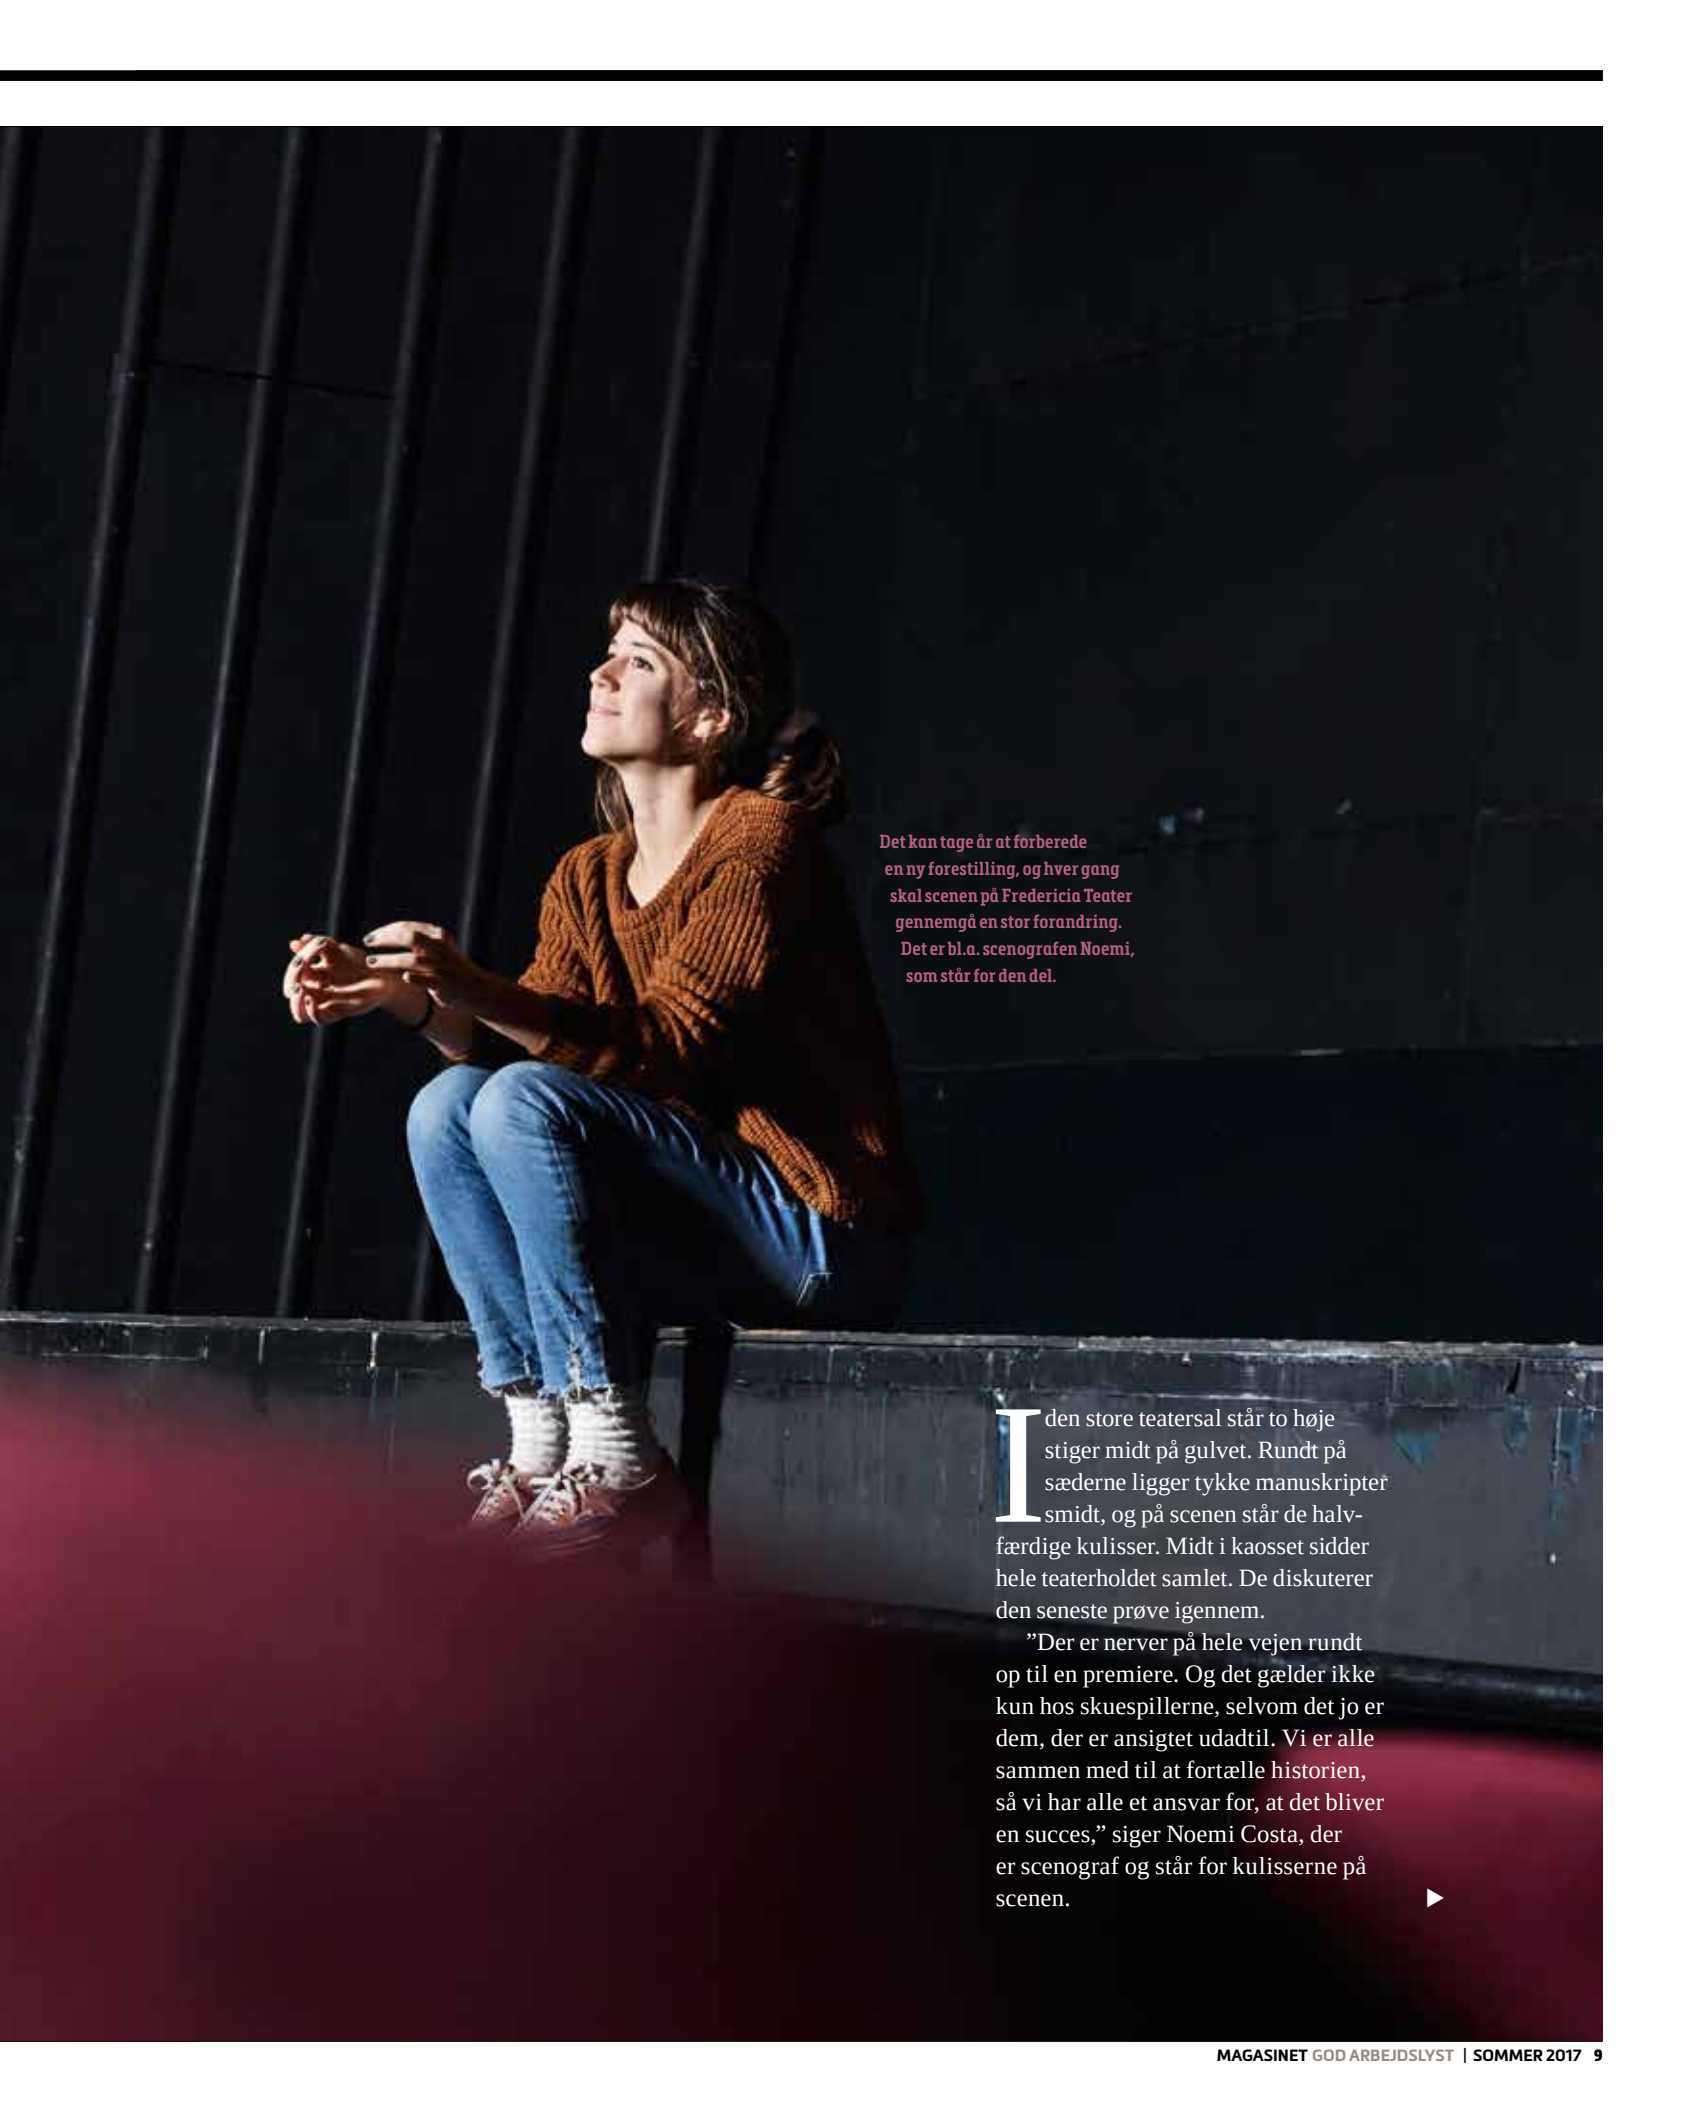 Det kan tage år at forberede
en ny forestilling, og hver gang
skal scenen på Fredericia Teater
gennemgå en stor forandring.
Det er bl.a. scenografen Noemi,
som står for den del.
I den store teatersal står to høje
stiger midt på gulvet. Rundt på
sæderne ligger tykke manuskripter
smidt, og på scenen står de halv-
færdige kulisser. Midt i kaosset sidder
hele teaterholdet samlet. De diskuterer
den seneste prøve igennem.
”Der er nerver på hele vejen rundt
op til en premiere. Og det gælder ikke
kun hos skuespillerne, selvom det jo er
dem, der er ansigtet udadtil. Vi er alle
sammen med til at fortælle historien,
så vi har alle et ansvar for, at det bliver
en succes,” siger Noemi Costa, der
er scenograf og står for kulisserne på
scenen.
MAGASINET GOD ARBEJDSLYST | SOMMER 2017 9